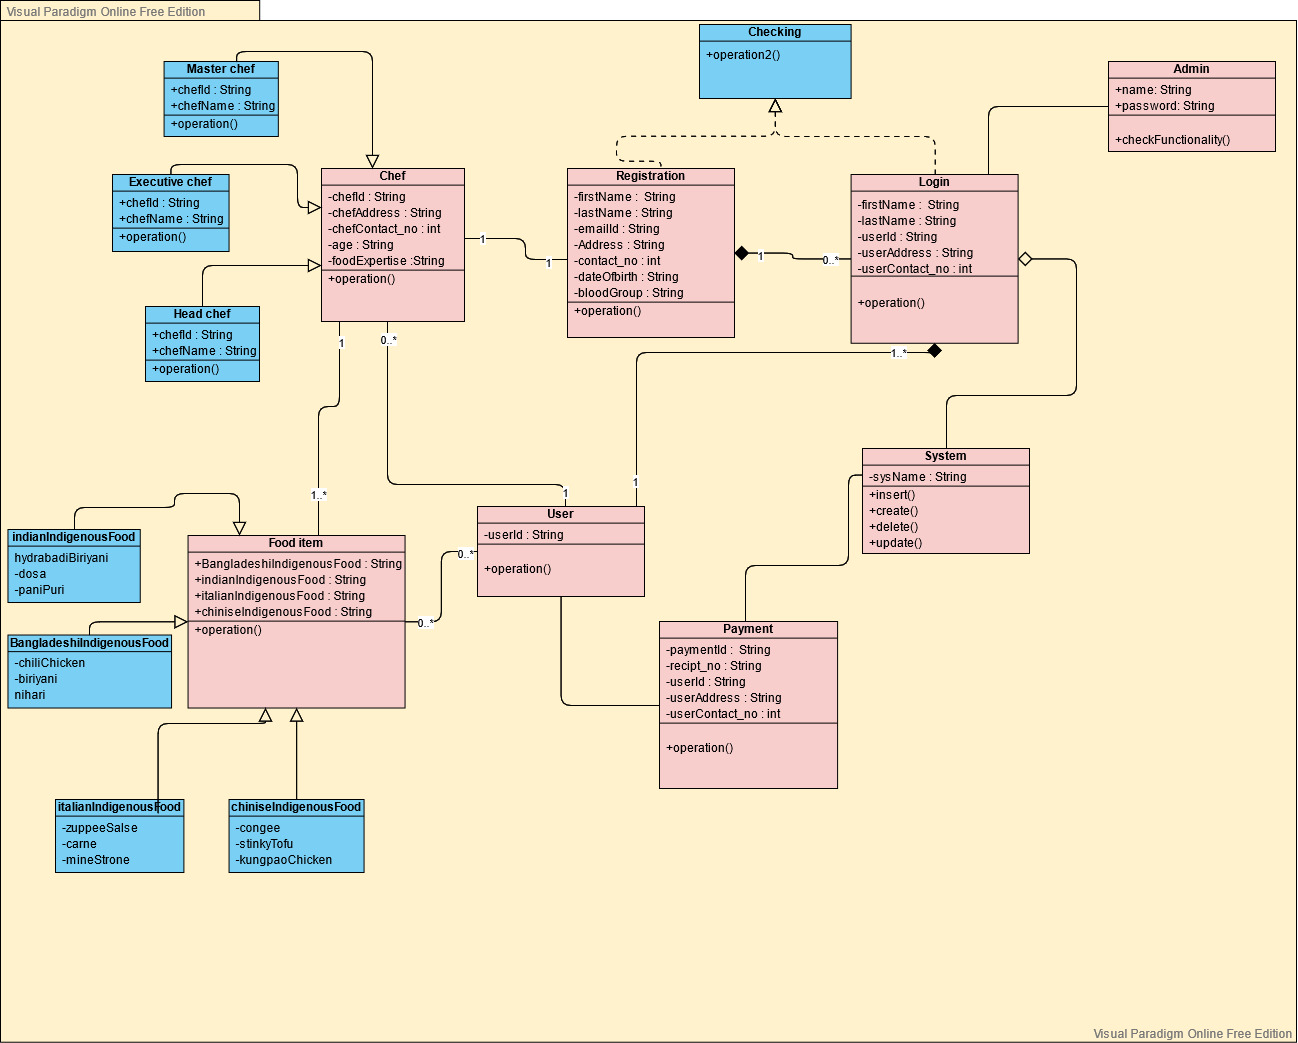 Visual Paradigm Online Free Edition
Checking
+operation2()
Master chef
+chefId : String
+chefName : String
+operation()
Admin
+name: String
+password: String
+checkFunctionality()
Executive chef
+chefId : String
+chefName : String
+operation()
Chef
-chefId : String
-chefAddress : String
-chefContact_no : int
-age : String
-foodExpertise :String
+operation()
Registration
-firstName :  String
-lastName : String
-emailId : String
-Address : String
-contact_no : int
-dateOfbirth : String
-bloodGroup : String
+operation()
Login
-firstName :  String
-lastName : String
-userId : String
-userAddress : String
-userContact_no : int
+operation()
1
1
1
0..*
Head chef
+chefId : String
+chefName : String
+operation()
1
0..*
1..*
System
-sysName : String
+insert()
+create()
+delete()
+update()
1..*
1
1
User
-userId : String
+operation()
indianIndigenousFood
hydrabadiBiriyani
-dosa
-paniPuri
Food item
+BangladeshiIndigenousFood : String
+indianIndigenousFood : String
+italianIndigenousFood : String
+chiniseIndigenousFood : String
+operation()
0..*
0..*
BangladeshiIndigenousFood
-chiliChicken
-biriyani
nihari
Payment
-paymentId :  String
-recipt_no : String
-userId : String
-userAddress : String
-userContact_no : int
+operation()
italianIndigenousFood
-zuppeeSalse
-carne
-mineStrone
chiniseIndigenousFood
-congee
-stinkyTofu
-kungpaoChicken
Visual Paradigm Online Free Edition